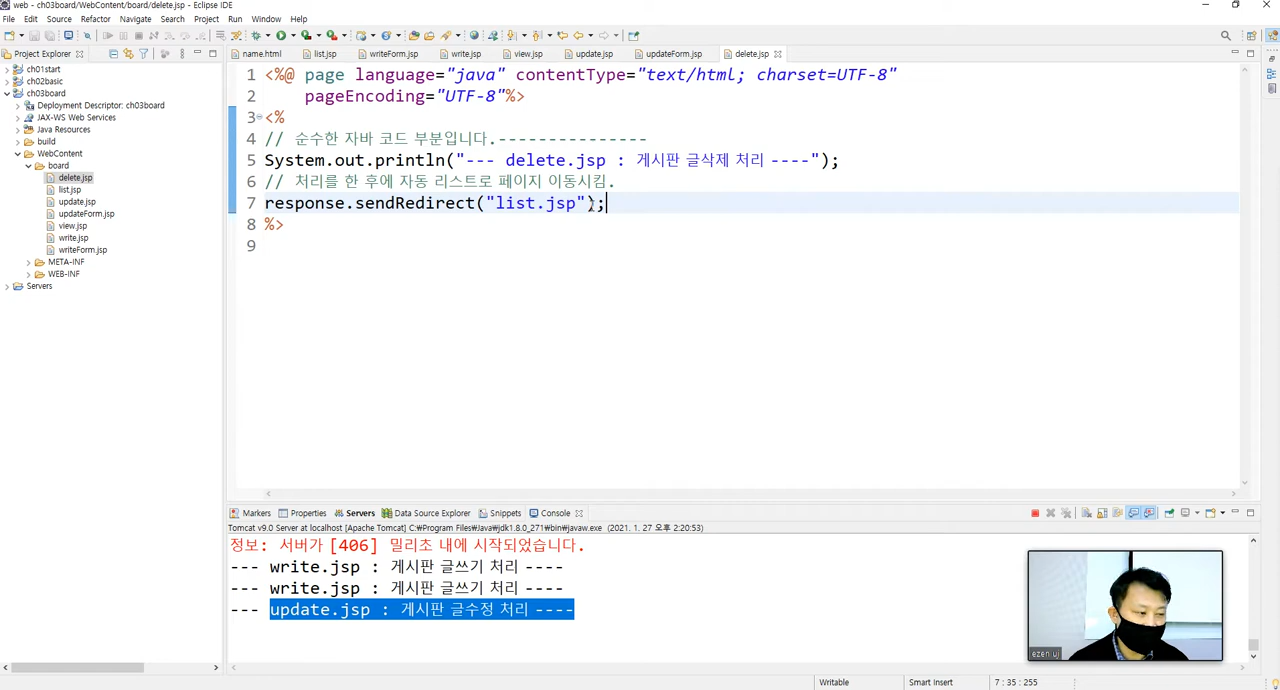 web - ch03board/WebContent/board/delete.jsp - Eclipse IDE
File Edit Source Refactor Navigate Search Project Run Window Help
Project Explorer
name.html list.jsp writeForm.jsp write.jsp view.jsp update.jsp updateForm.jsp delete.jsp
ch01start
ch02basic
ch03board
Deployment Descriptor: ch03board
JAX-WS Web Services
Java Resources
build
WebContent
board
delete.jsp
list.jsp
update.jsp
updateForm.jsp
view.jsp
write.jsp
writeForm.jsp
META-INF
WEB-INF
Servers
1 <%@ page language="java" contentType="text/html; charset=UTF-8"
2 pageEncoding="UTF-8"%>
3 <%
4 // 순수한 자바 코드 부분입니다.---------------
5 System.out.println("--- delete.jsp : 게시판 글삭제 처리 ----");
6 // 처리를 한 후에 자동 리스트로 페이지 이동시킴.
7 response.sendRedirect("list.jsp");
8 %>
9
Markers Properties Servers Data Source Explorer Snippets Console
Tomcat v9.0 Server at localhost [Apache Tomcat] C:\Program Files\Java\jdk1.8.0_271\bin\javaw.exe (2021. 1. 27 오후 2:20:53)
정보: 서버가 [406] 밀리초 내에 시작되었습니다.
--- write.jsp : 게시판 글쓰기 처리 ----
--- write.jsp : 게시판 글쓰기 처리 ----
--- update.jsp : 게시판 글수정 처리 ----
ezen uj
Writable Smart Insert 7 : 35 : 255